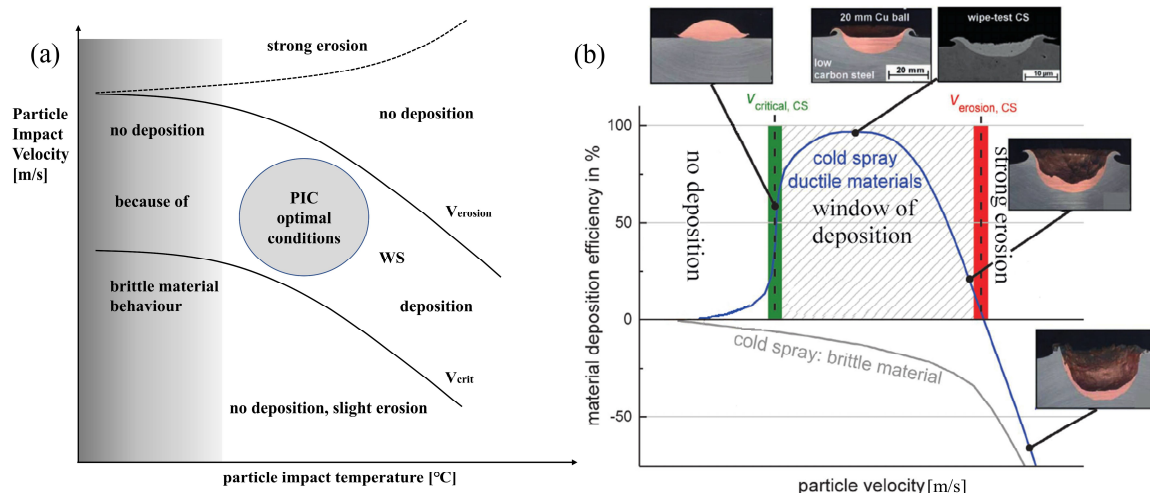 (a)
Particle
Impact
Velocity
[m/s]
strong erosion
no deposition
no deposition
because of
brittle material
behaviour
PIC
optimal
conditions
WS
Verosion
deposition
Vcrit
no deposition, slight erosion
particle impact temperature [°C]
(b)
20 mm Cu ball
low
carbon steel
20 mm
wipe-test CS
10 µm
Vcritical, CS
Verosion, CS
material deposition efficiency in %
100
50
0
-50
no deposition
cold spray
ductile materials
window of
deposition
strong erosion
cold spray: brittle material
particle velocity[m/s]